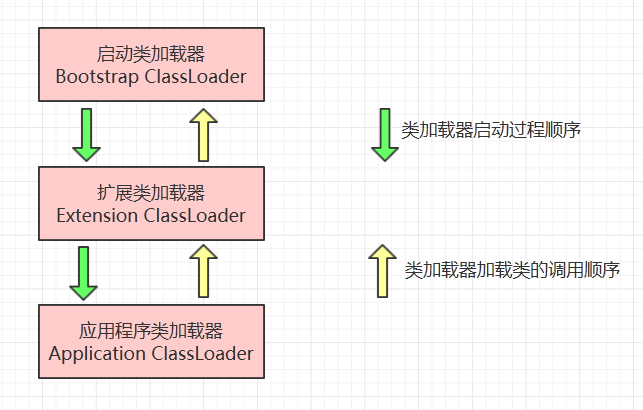 启动类加载器
Bootstrap ClassLoader
类加载器启动过程顺序
扩展类加载器
Extension ClassLoader
类加载器加载类的调用顺序
应用程序类加载器
Application ClassLoader